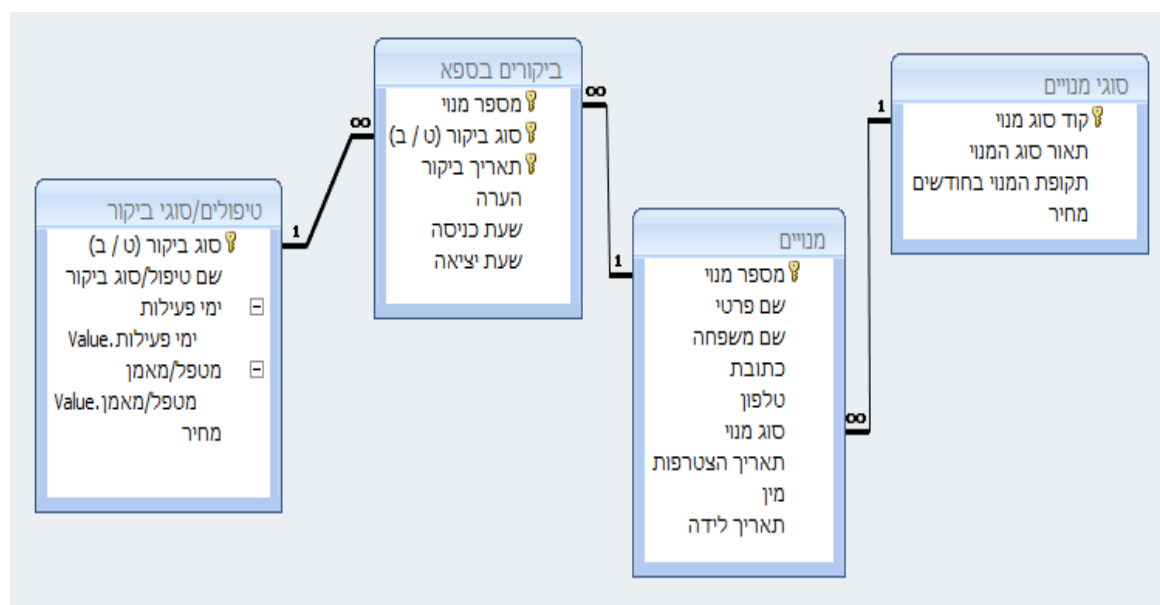 סוגי מנויים
קוד סוג מנוי
תאור סוג המנוי
תקופת המנוי בחודשים
מחיר
1
∞
מנויים
מספר מנוי
שם פרטי
שם משפחה
כתובת
טלפון
סוג מנוי
תאריך הצטרפות
מין
תאריך לידה
1
∞
ביקורים בספא
מספר מנוי
סוג ביקור (ט / ב)
תאריך ביקור
הערה
שעת כניסה
שעת יציאה
∞
1
טיפולים/סוגי ביקור
סוג ביקור (ט / ב)
שם טיפול/סוג ביקור
ימי פעילות
ימי פעילות.Value
מטפל/מאמן
מטפל/מאמן.Value
מחיר